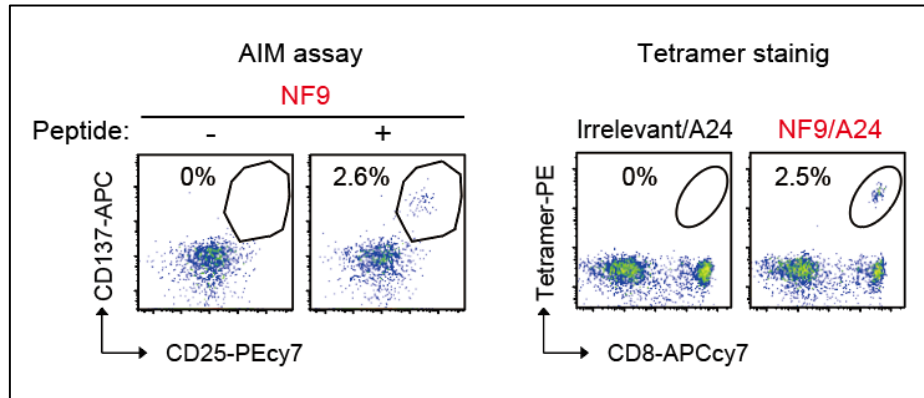 AIM assay
NF9
Peptide: - +
0%
2.6%
CD137-APC
CD25-PEcy7
Tetramer stainig
Irrelevant/A24
NF9/A24
0%
2.5%
Tetramer-PE
CD8-APCcy7